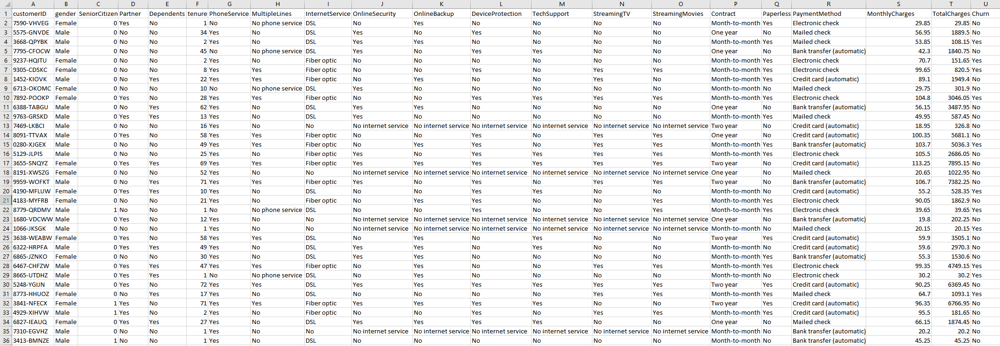 A B C D E F G H I J K L M N O P Q R S T U
1 customerID gender SeniorCitizen Partner Dependents tenure PhoneService MultipleLines InternetService OnlineSecurity OnlineBackup DeviceProtection TechSupport StreamingTV StreamingMovies Contract Paperless PaymentMethod MonthlyCharges TotalCharges Churn
2 7590-VHVEG Female 0 Yes No 1 No No phone service DSL No Yes No No No No Month-to-month Yes Electronic check 29.85 29.85 No
3 5575-GNVDE Male 0 No No 34 Yes No DSL Yes No Yes No No No One year No Mailed check 56.95 1889.5 No
4 3668-QPYBK Male 0 No No 2 Yes No DSL Yes Yes No No No No Month-to-month Yes Mailed check 53.85 108.15 Yes
5 7795-CFOCW Male 0 No No 45 No No phone service DSL Yes No Yes Yes No No One year No Bank transfer (automatic) 42.3 1840.75 No
6 9237-HQITU Female 0 No No 2 Yes No Fiber optic No No No No No No Month-to-month Yes Electronic check 70.7 151.65 Yes
7 9305-CDSKC Female 0 No No 8 Yes Yes Fiber optic No No Yes No Yes Yes Month-to-month Yes Electronic check 99.65 820.5 Yes
8 1452-KIOVK Male 0 No Yes 22 Yes Yes Fiber optic No Yes No No Yes No Month-to-month Yes Credit card (automatic) 89.1 1949.4 No
9 6713-OKOMC Female 0 No No 10 No No phone service DSL Yes No No No No No Month-to-month No Mailed check 29.75 301.9 No
10 7892-POOKP Female 0 Yes No 28 Yes Yes Fiber optic No No Yes Yes Yes Yes Month-to-month Yes Electronic check 104.8 3046.05 Yes
11 6388-TABGU Male 0 No Yes 62 Yes No DSL Yes Yes No No No No One year No Bank transfer (automatic) 56.15 3487.95 No
12 9763-GRSKD Male 0 Yes Yes 13 Yes No DSL Yes No No No No No Month-to-month Yes Mailed check 49.95 587.45 No
13 7469-LKBCI Male 0 No No 16 Yes No No No internet service No internet service No internet service No internet service No internet service No internet service Two year No Credit card (automatic) 18.95 326.8 No
14 8091-TTVAX Male 0 Yes No 58 Yes Yes Fiber optic No No Yes No Yes Yes One year No Credit card (automatic) 100.35 5681.1 No
15 0280-XJGEX Male 0 No No 49 Yes Yes Fiber optic No Yes Yes No Yes Yes Month-to-month Yes Bank transfer (automatic) 103.7 5036.3 Yes
16 5129-JLPIS Male 0 No No 25 Yes No Fiber optic Yes No Yes Yes Yes Yes Month-to-month Yes Electronic check 105.5 2686.05 No
17 3655-SNQYZ Female 0 Yes Yes 69 Yes Yes Fiber optic Yes Yes Yes Yes Yes Yes Two year No Credit card (automatic) 113.25 7895.15 No
18 8191-XWSZG Female 0 No No 52 Yes No No No internet service No internet service No internet service No internet service No internet service No internet service One year No Mailed check 20.65 1022.95 No
19 9959-WOFKT Male 0 No Yes 71 Yes Yes Fiber optic Yes No Yes No Yes Yes Two year No Bank transfer (automatic) 106.7 7382.25 No
20 4190-MFLUW Female 0 Yes Yes 10 Yes No DSL No No Yes Yes No No Month-to-month No Credit card (automatic) 55.2 528.35 Yes
21 4183-MYFRB Female 0 No No 21 Yes No Fiber optic No Yes Yes No No Yes Month-to-month Yes Electronic check 90.05 1862.9 No
22 8779-QRDMV Male 1 No No 1 No No phone service DSL No No Yes No No Yes Month-to-month Yes Electronic check 39.65 39.65 Yes
23 1680-VDCWW Male 0 Yes No 12 Yes No No No internet service No internet service No internet service No internet service No internet service No internet service One year No Bank transfer (automatic) 19.8 202.25 No
24 1066-JKSGK Male 0 No No 1 Yes No No No internet service No internet service No internet service No internet service No internet service No internet service Month-to-month No Mailed check 20.15 20.15 Yes
25 3638-WEABW Female 0 Yes No 58 Yes Yes DSL No Yes No Yes No No Two year Yes Credit card (automatic) 59.9 3505.1 No
26 6322-HRPFA Male 0 Yes Yes 49 Yes No DSL Yes Yes No No No No Month-to-month No Credit card (automatic) 59.6 2970.3 No
27 6865-JZNKO Female 0 No No 30 Yes No DSL Yes Yes No No No No Month-to-month Yes Bank transfer (automatic) 55.3 1530.6 No
28 6467-CHFZW Male 0 Yes Yes 47 Yes Yes Fiber optic No Yes No No Yes Yes Month-to-month Yes Electronic check 99.35 4749.15 Yes
29 8665-UTDHZ Male 0 Yes Yes 1 No No phone service DSL No Yes No No No No Month-to-month No Electronic check 30.2 30.2 Yes
30 5248-YGIJN Male 0 Yes No 72 Yes Yes DSL Yes Yes Yes Yes Yes Yes Two year Yes Credit card (automatic) 90.25 6369.45 No
31 8773-HHUOZ Female 0 No Yes 17 Yes No DSL No No No No Yes Yes Month-to-month Yes Mailed check 64.7 1093.1 Yes
32 3841-NFECX Female 1 Yes No 71 Yes Yes Fiber optic Yes Yes Yes Yes No No Two year Yes Credit card (automatic) 96.35 6766.95 No
33 4929-XIHVW Male 1 Yes No 2 Yes No Fiber optic No No Yes No Yes Yes Month-to-month Yes Credit card (automatic) 95.5 181.65 No
34 6827-IEAUQ Female 0 Yes Yes 27 Yes No DSL Yes Yes Yes Yes No No One year No Mailed check 66.15 1874.45 No
35 7310-EGVHZ Male 0 No No 1 Yes No No No internet service No internet service No internet service No internet service No internet service No internet service Month-to-month No Bank transfer (automatic) 20.2 20.2 No
36 3413-BMNZE Male 1 No No 1 Yes No DSL No No No No No No Month-to-month No Bank transfer (automatic) 45.25 45.25 No